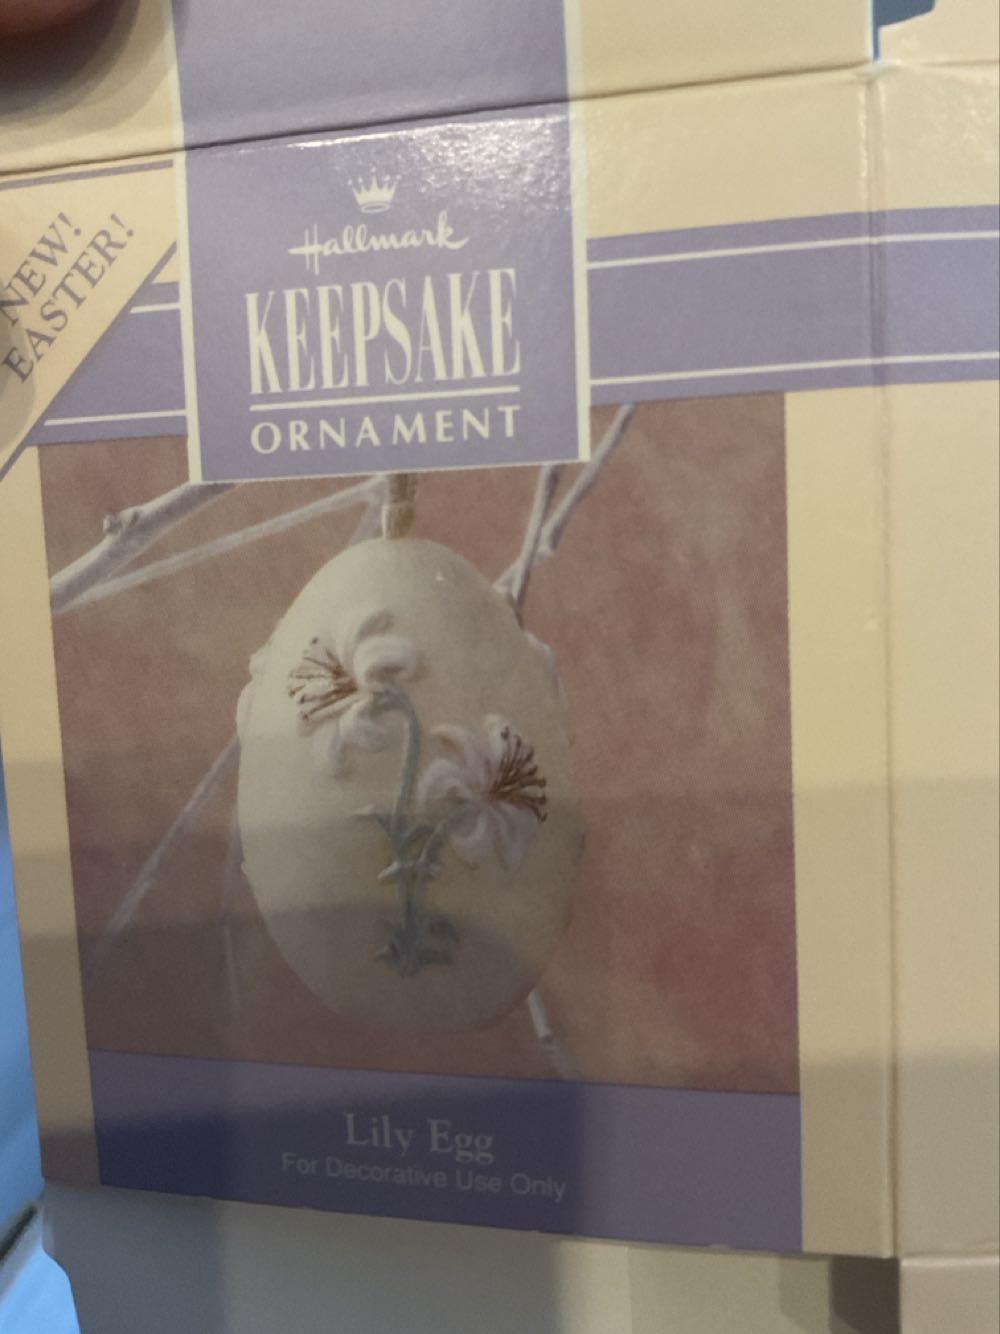 NEW!
EASTER!
Hallmark
KEEPSAKE
ORNAMENT
Lily Egg
For Decorative Use Only